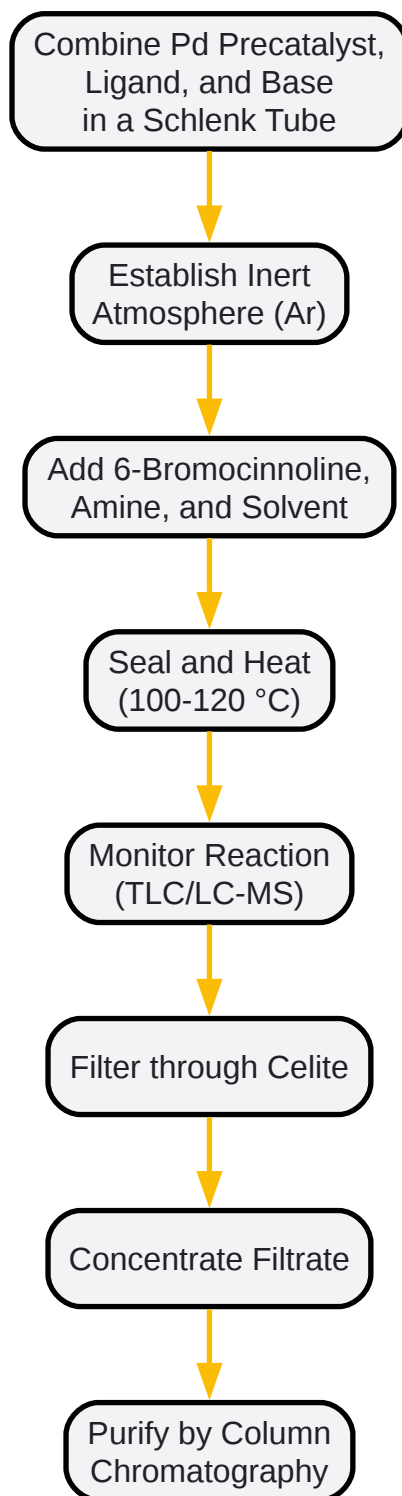 Combine Pd Precatalyst,
Ligand, and Base
in a Schlenk Tube
Establish Inert
Atmosphere (Ar)
Add 6-Bromocinnoline,
Amine, and Solvent
Seal and Heat
(100-120 °C)
Monitor Reaction
(TLC/LC-MS)
Filter through Celite
Concentrate Filtrate
Purify by Column
Chromatography